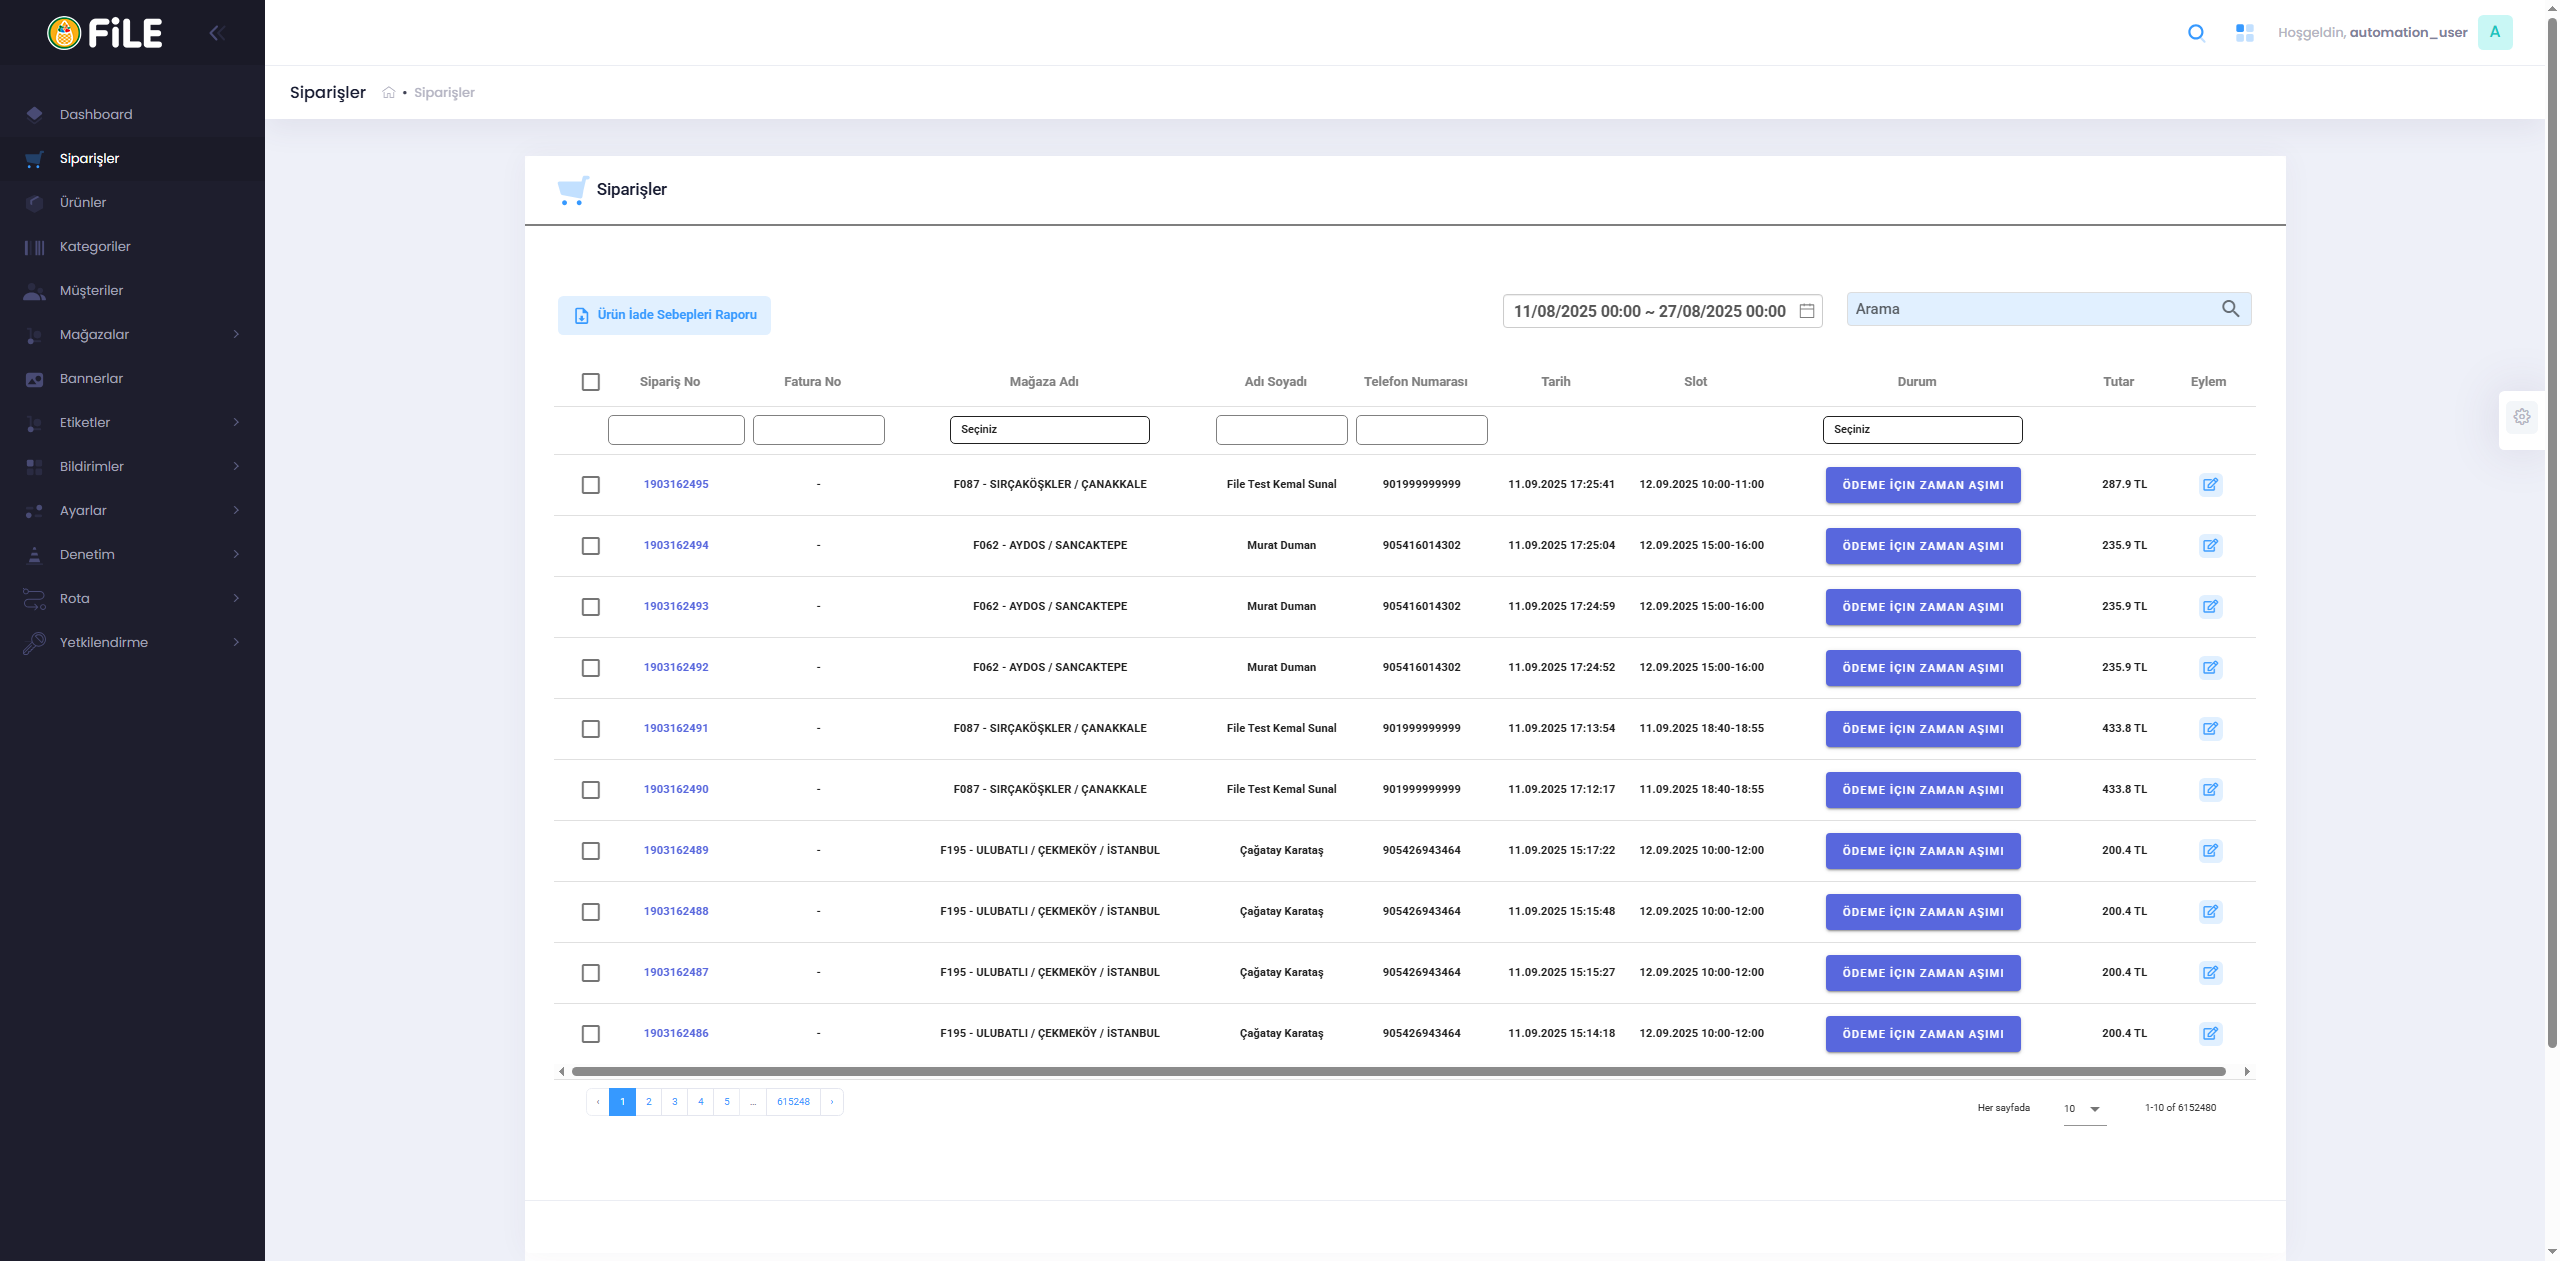 FiLE
Hoşgeldin, automation_user A
Siparişler • Siparişler
Dashboard
Siparişler
Ürünler
Kategoriler
Müşteriler
Mağazalar
Bannerlar
Etiketler
Bildirimler
Ayarlar
Denetim
Rota
Yetkilendirme
Siparişler
Ürün İade Sebepleri Raporu
11/08/2025 00:00 ~ 27/08/2025 00:00
Arama
Sipariş No Fatura No Mağaza Adı Adı Soyadı Telefon Numarası Tarih Slot Durum Tutar Eylem
Seçiniz Seçiniz
1903162495 - F087 - SIRÇAKÖŞKLER / ÇANAKKALE File Test Kemal Sunal 901999999999 11.09.2025 17:25:41 12.09.2025 10:00-11:00 ÖDEME İÇİN ZAMAN AŞIMI 287.9 TL
1903162494 - F062 - AYDOS / SANCAKTEPE Murat Duman 905416014302 11.09.2025 17:25:04 12.09.2025 15:00-16:00 ÖDEME İÇİN ZAMAN AŞIMI 235.9 TL
1903162493 - F062 - AYDOS / SANCAKTEPE Murat Duman 905416014302 11.09.2025 17:24:59 12.09.2025 15:00-16:00 ÖDEME İÇİN ZAMAN AŞIMI 235.9 TL
1903162492 - F062 - AYDOS / SANCAKTEPE Murat Duman 905416014302 11.09.2025 17:24:52 12.09.2025 15:00-16:00 ÖDEME İÇİN ZAMAN AŞIMI 235.9 TL
1903162491 - F087 - SIRÇAKÖŞKLER / ÇANAKKALE File Test Kemal Sunal 901999999999 11.09.2025 17:13:54 11.09.2025 18:40-18:55 ÖDEME İÇİN ZAMAN AŞIMI 433.8 TL
1903162490 - F087 - SIRÇAKÖŞKLER / ÇANAKKALE File Test Kemal Sunal 901999999999 11.09.2025 17:12:17 11.09.2025 18:40-18:55 ÖDEME İÇİN ZAMAN AŞIMI 433.8 TL
1903162489 - F195 - ULUBATLI / ÇEKMEKÖY / İSTANBUL Çağatay Karataş 905426943464 11.09.2025 15:17:22 12.09.2025 10:00-12:00 ÖDEME İÇİN ZAMAN AŞIMI 200.4 TL
1903162488 - F195 - ULUBATLI / ÇEKMEKÖY / İSTANBUL Çağatay Karataş 905426943464 11.09.2025 15:15:48 12.09.2025 10:00-12:00 ÖDEME İÇİN ZAMAN AŞIMI 200.4 TL
1903162487 - F195 - ULUBATLI / ÇEKMEKÖY / İSTANBUL Çağatay Karataş 905426943464 11.09.2025 15:15:27 12.09.2025 10:00-12:00 ÖDEME İÇİN ZAMAN AŞIMI 200.4 TL
1903162486 - F195 - ULUBATLI / ÇEKMEKÖY / İSTANBUL Çağatay Karataş 905426943464 11.09.2025 15:14:18 12.09.2025 10:00-12:00 ÖDEME İÇİN ZAMAN AŞIMI 200.4 TL
‹ 1 2 3 4 5 ... 615248 ›
Her sayfada 10 1-10 of 6152480